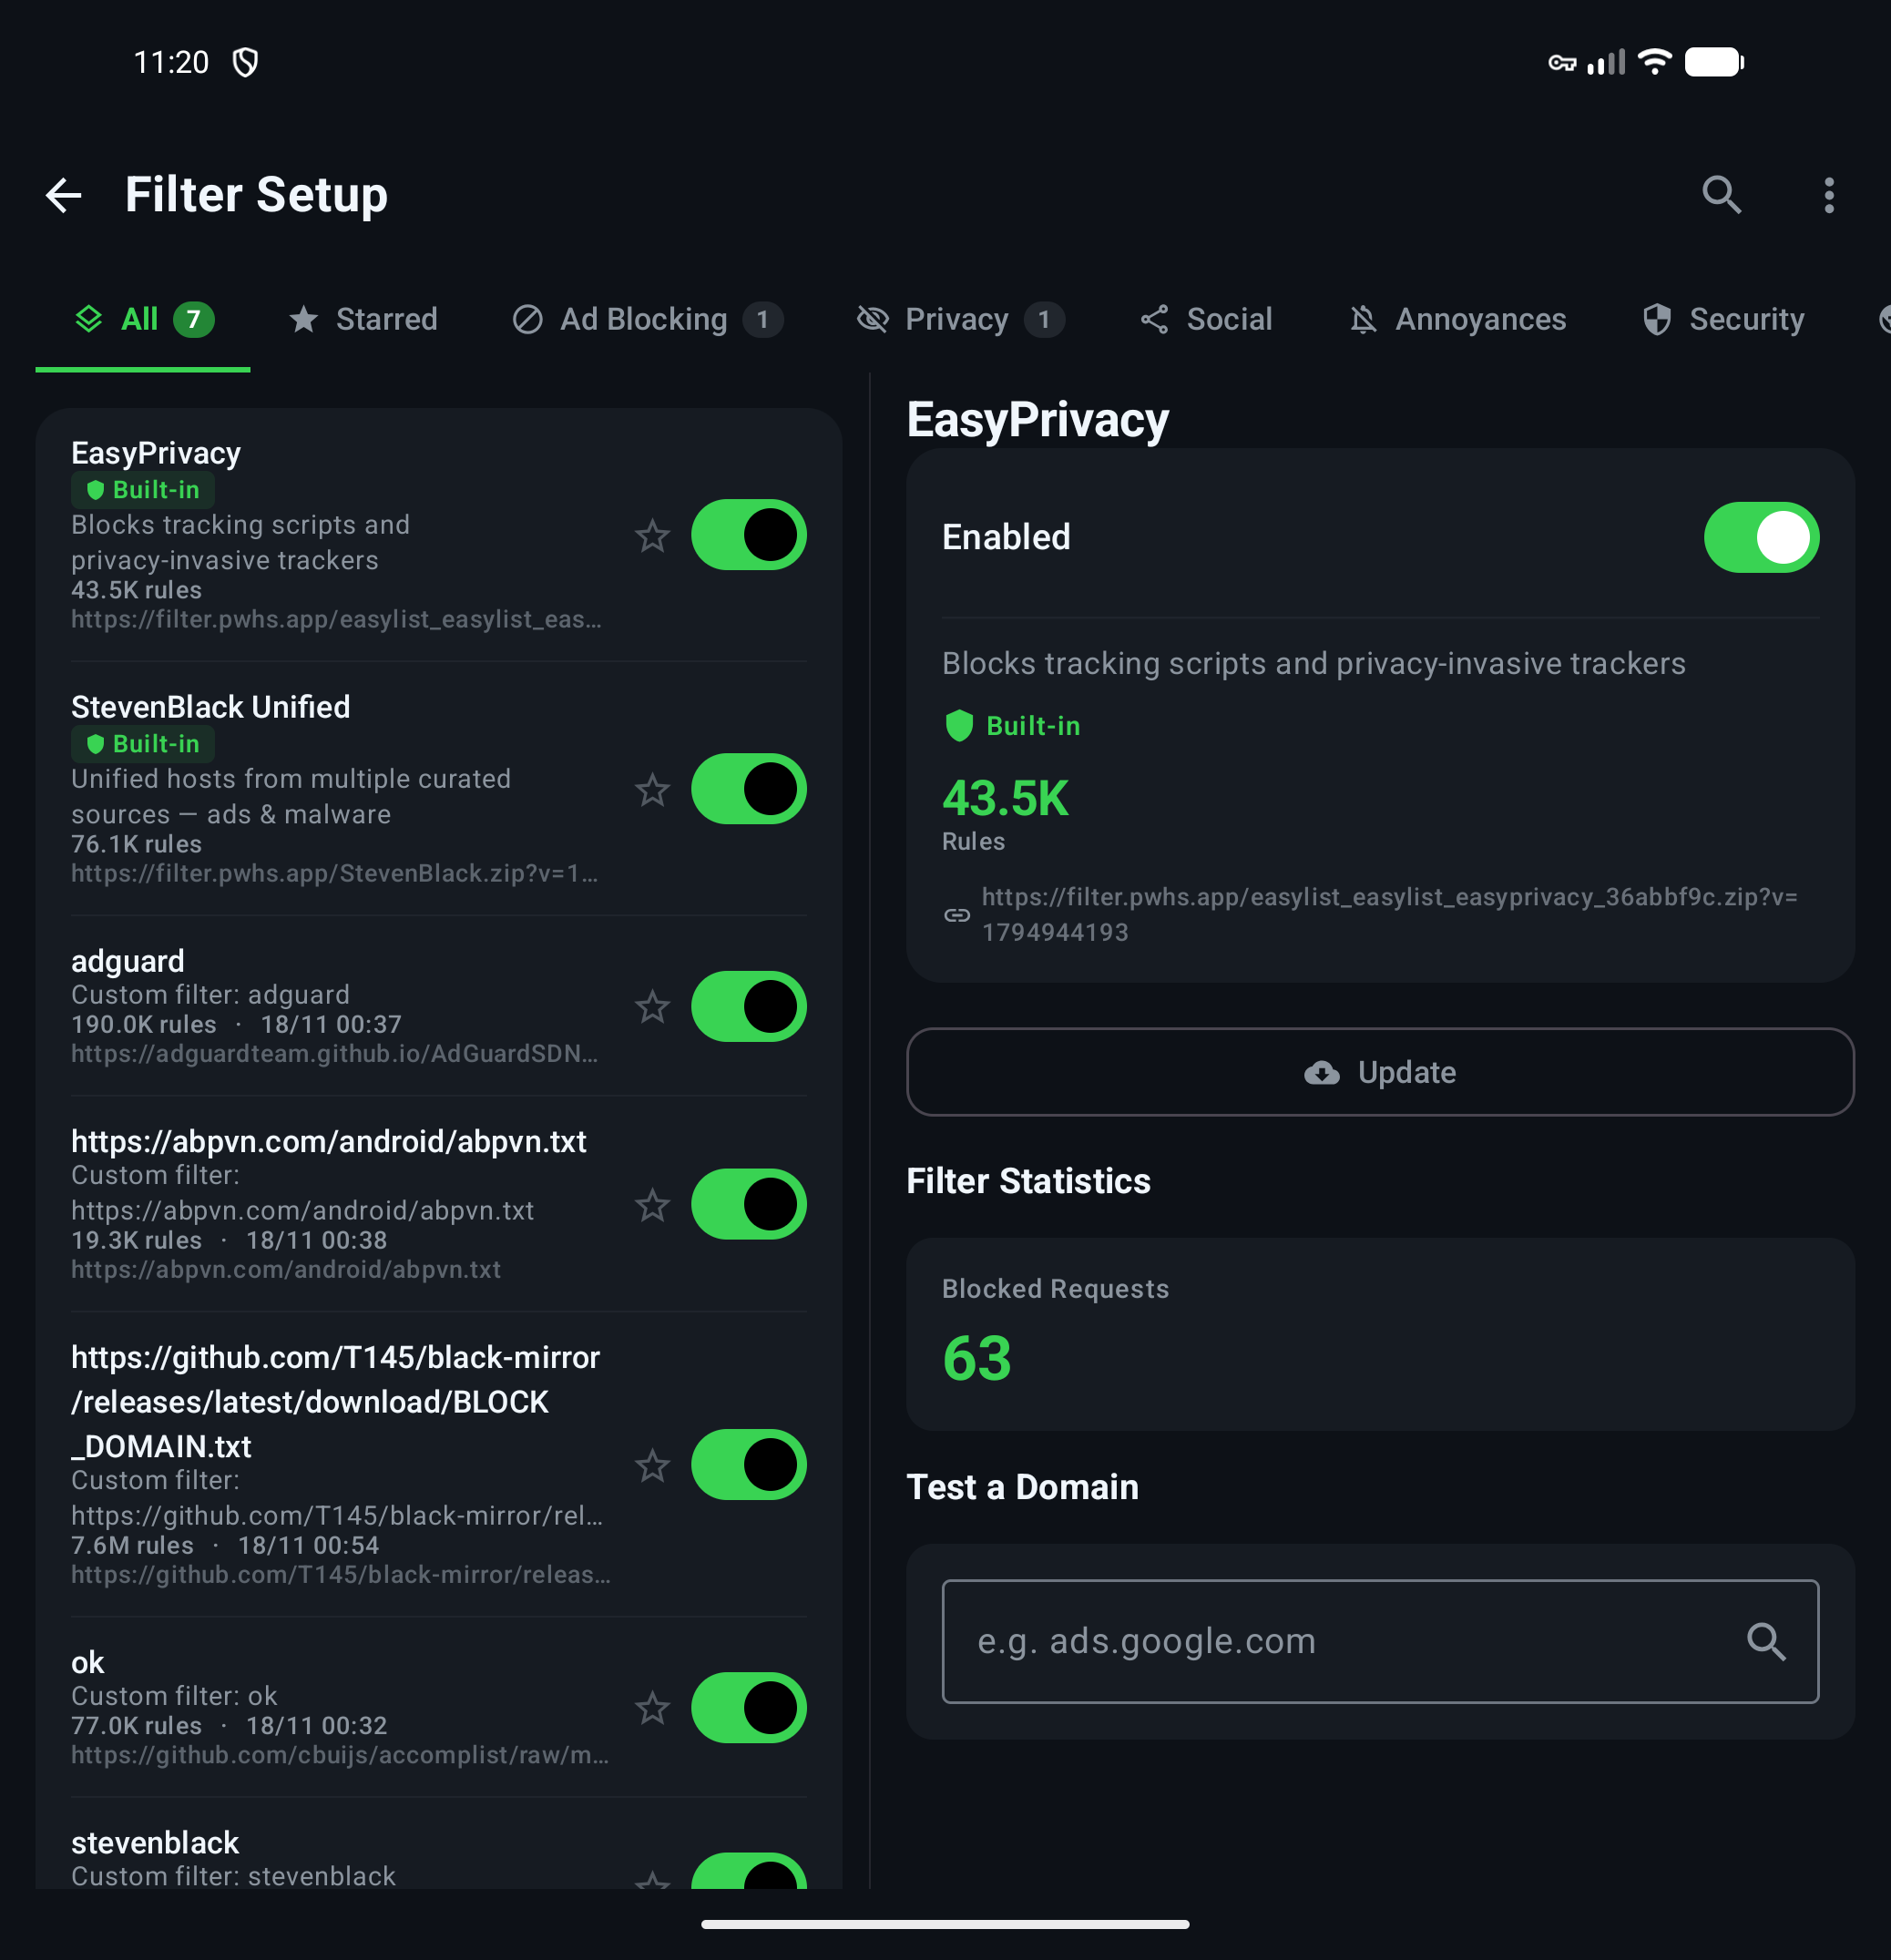 11:20
Filter Setup
All 7
Starred
Ad Blocking 1
Privacy 1
Social
Annoyances
Security
EasyPrivacy
Built-in
Blocks tracking scripts and
privacy-invasive trackers
43.5K rules
https://filter.pwhs.app/easylist_easylist_eas…
StevenBlack Unified
Built-in
Unified hosts from multiple curated
sources — ads & malware
76.1K rules
https://filter.pwhs.app/StevenBlack.zip?v=1…
adguard
Custom filter: adguard
190.0K rules · 18/11 00:37
https://adguardteam.github.io/AdGuardSDN…
https://abpvn.com/android/abpvn.txt
Custom filter:
https://abpvn.com/android/abpvn.txt
19.3K rules · 18/11 00:38
https://abpvn.com/android/abpvn.txt
https://github.com/T145/black-mirror
/releases/latest/download/BLOCK
_DOMAIN.txt
Custom filter:
https://github.com/T145/black-mirror/rel…
7.6M rules · 18/11 00:54
https://github.com/T145/black-mirror/releas…
ok
Custom filter: ok
77.0K rules · 18/11 00:32
https://github.com/cbuijs/accomplist/raw/m…
stevenblack
Custom filter: stevenblack
EasyPrivacy
Enabled
Blocks tracking scripts and privacy-invasive trackers
Built-in
43.5K
Rules
https://filter.pwhs.app/easylist_easylist_easyprivacy_36abbf9c.zip?v=
1794944193
Update
Filter Statistics
Blocked Requests
63
Test a Domain
e.g. ads.google.com